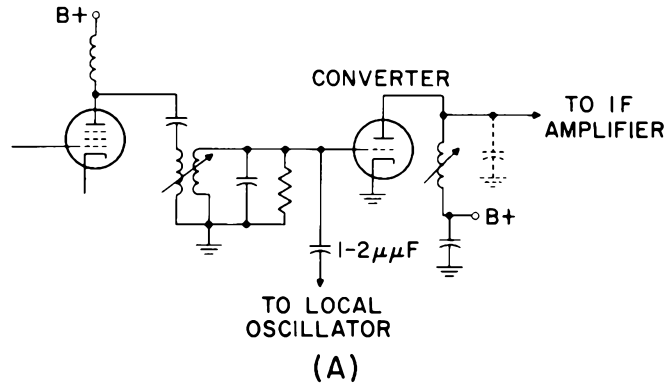 B+
CONVERTER
TO IF
AMPLIFIER
B+
1-2μμF
TO LOCAL
OSCILLATOR
(A)